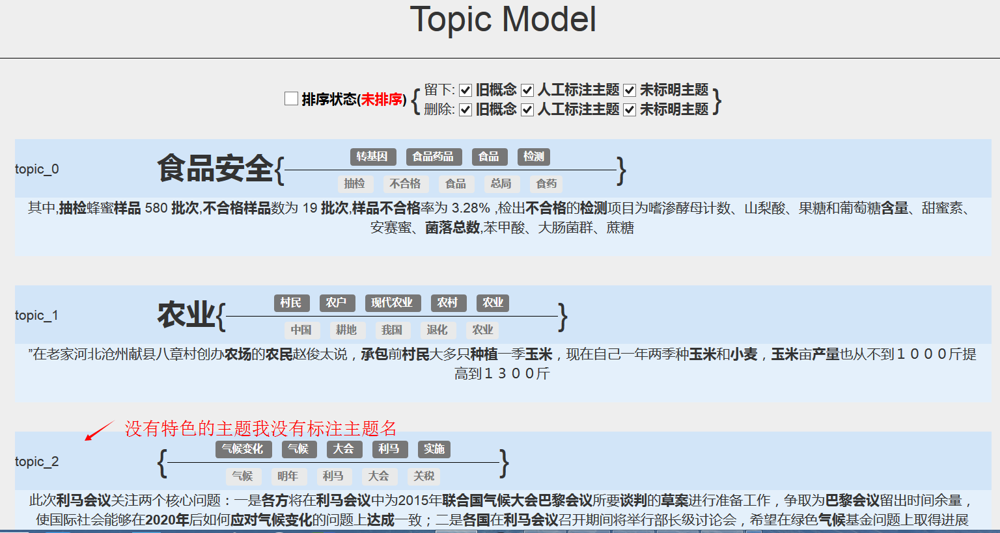 Topic Model
排序状态(未排序) { 留下: 旧概念 人工标注主题 未标明主题 }
删除: 旧概念 人工标注主题 未标明主题
topic_0
食品安全{ }
转基因 食品药品 食品 检测
抽检 不合格 食品 总局 食药
其中,抽检蜂蜜样品 580 批次,不合格样品数为 19 批次,样品不合格率为 3.28% ,检出不合格的检测项目为嗜渗酵母计数、山梨酸、果糖和葡萄糖含量、甜蜜素、
安赛蜜、菌落总数,苯甲酸、大肠菌群、蔗糖
topic_1
农业{ }
村民 农户 现代农业 农村 农业
中国 耕地 我国 退化 农业
”在老家河北沧州献县八章村创办农场的农民赵俊太说，承包前村民大多只种植一季玉米，现在自己一年两季种玉米和小麦，玉米亩产量也从不到１０００斤提
高到１３００斤
没有特色的主题我没有标注主题名
topic_2
{ }
气候变化 气候 大会 利马 实施
气候 明年 利马 大会 关税
此次利马会议关注两个核心问题：一是各方将在利马会议中为2015年联合国气候大会巴黎会议所要谈判的草案进行准备工作，争取为巴黎会议留出时间余量，
使国际社会能够在2020年后如何应对气候变化的问题上达成一致；二是各国在利马会议召开期间将举行部长级讨论会，希望在绿色气候基金问题上取得进展